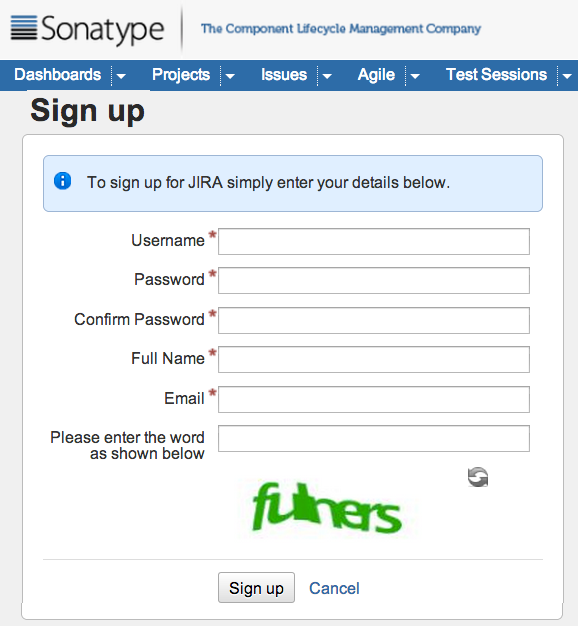 Sonatype
The Component Lifecycle Management Company
Dashboards Projects Issues Agile Test Sessions
Sign up
To sign up for JIRA simply enter your details below.
Username *
Password *
Confirm Password *
Full Name *
Email *
Please enter the word
as shown below
Sign up Cancel